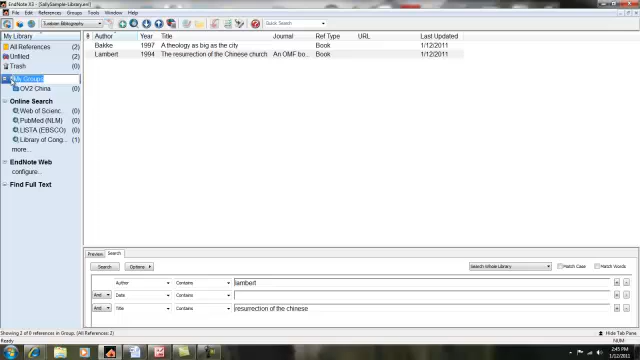 EndNote X3 - [SallySample-Library.enl]
File Edit References Groups Tools Window Help
Turabian Bibliography Quick Search
My Library
All References (2)
Unfiled (2)
Trash (0)
My Groups
OV2 China (0)
Online Search
Web of Scienc... (0)
PubMed (NLM) (0)
LISTA (EBSCO) (0)
Library of Cong... (1)
more...
EndNote Web
configure...
Find Full Text
Author Year Title Journal Ref Type URL Last Updated
Bakke 1997 A theology as big as the city Book 1/12/2011
Lambert 1994 The resurrection of the Chinese church An OMF bo... Book 1/12/2011
Preview Search
Search Options Search Whole Library Match Case Match Words
Author Contains lambert
And Date Contains
And Title Contains resurrection of the chinese
Showing 2 of 0 references in Group. (All References: 2)
Hide Tab Pane
NUM
2:45 PM
1/12/2011